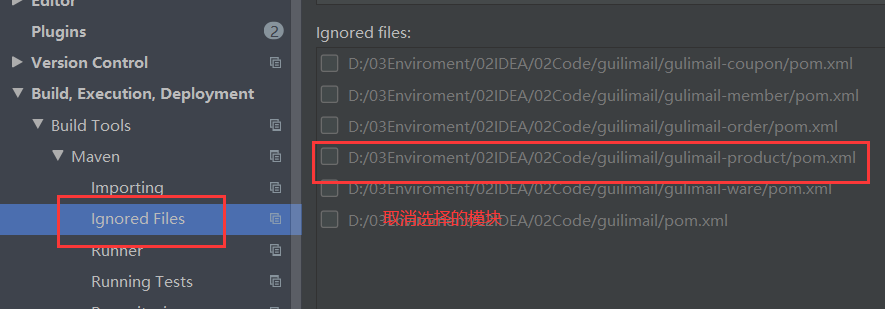 Editor
Plugins
2
Version Control
Build, Execution, Deployment
Build Tools
Maven
Importing
Ignored Files
Runner
Running Tests
Ignored files:
D:/03Enviroment/02IDEA/02Code/guilimail/gulimail-coupon/pom.xml
D:/03Enviroment/02IDEA/02Code/guilimail/gulimail-member/pom.xml
D:/03Enviroment/02IDEA/02Code/guilimail/gulimail-order/pom.xml
D:/03Enviroment/02IDEA/02Code/guilimail/gulimail-product/pom.xml
D:/03Enviroment/02IDEA/02Code/guilimail/gulimail-ware/pom.xml
D:/03Enviroment/02IDEA/02Code/guilimail/pom.xml
取消选择的模块